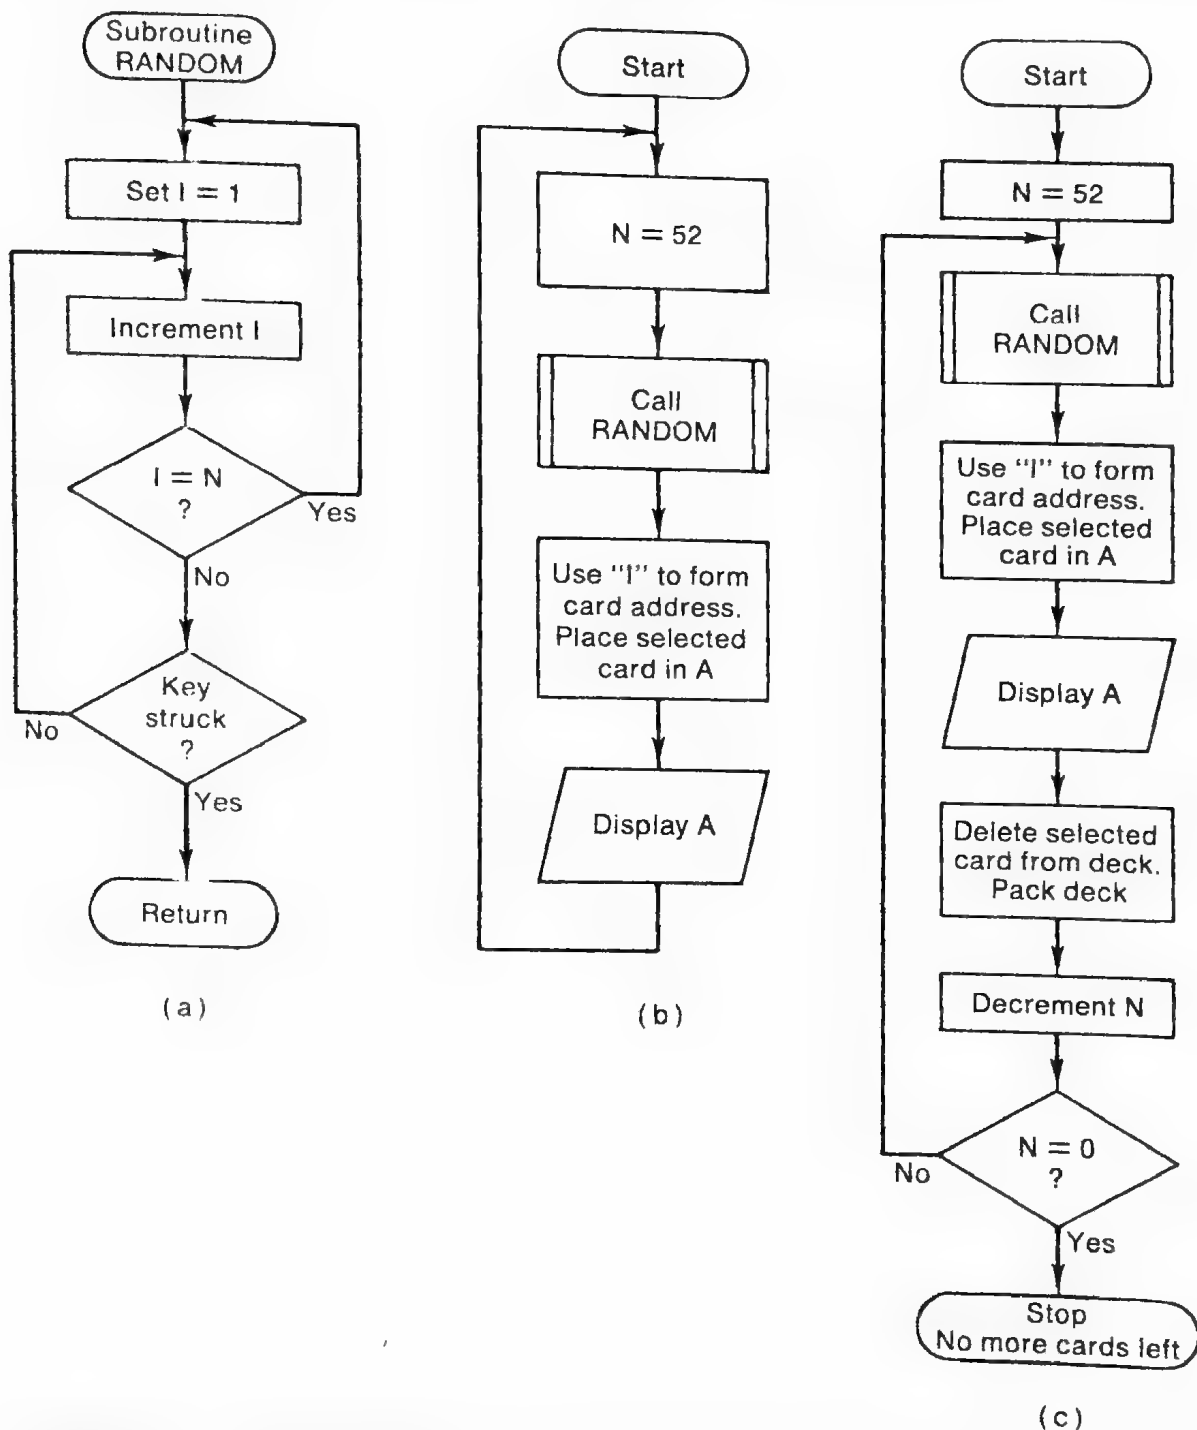 Subroutine
RANDOM
Set I = 1
Increment I
I = N
?
Yes
No
Key
struck
?
No
Yes
Return
(a)
Start
N = 52
Call
RANDOM
Use "I" to form
card address.
Place selected
card in A
Display A
(b)
Start
N = 52
Call
RANDOM
Use "I" to form
card address.
Place selected
card in A
Display A
Delete selected
card from deck.
Pack deck
Decrement N
N = 0
?
No
Yes
Stop
No more cards left
(c)